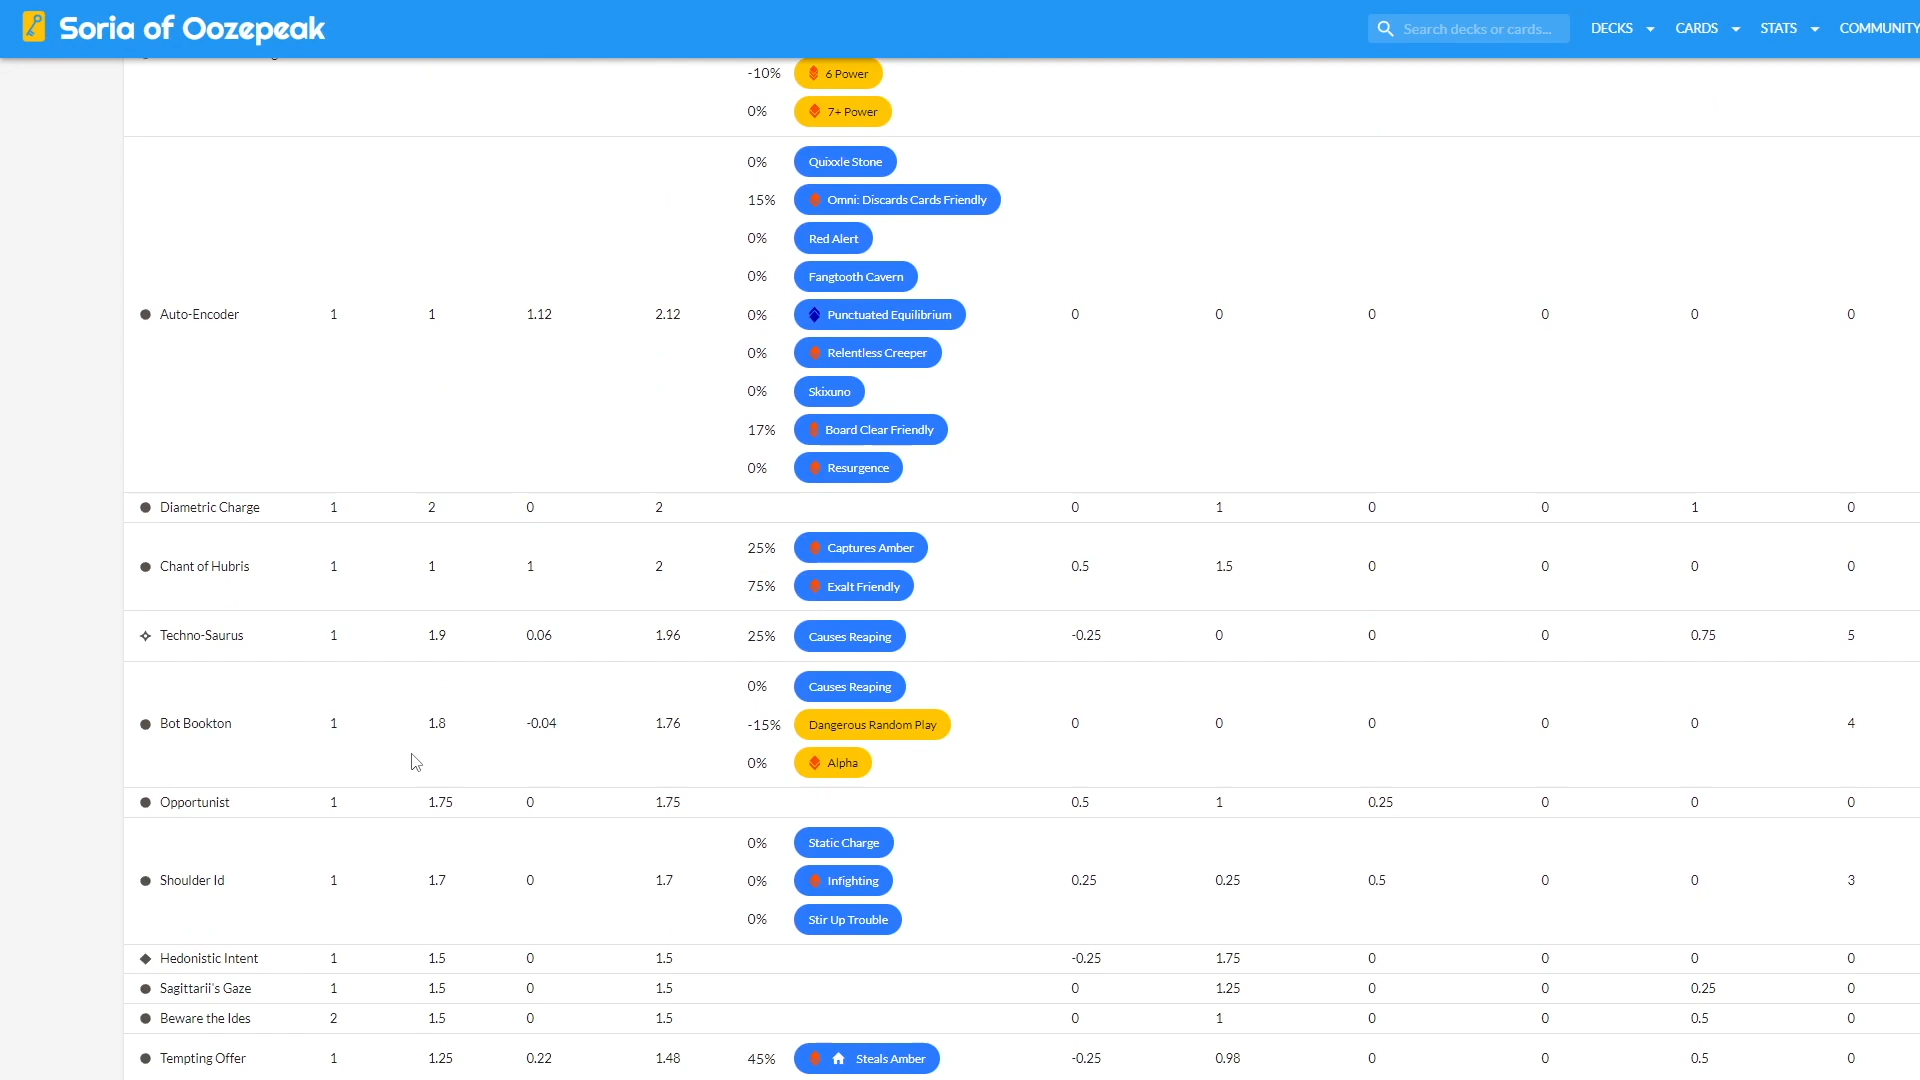 Soria of Oozepeak Search decks or cards... DECKS CARDS STATS COMMUNITY
-10% 6 Power
0% 7+ Power
0% Quixxle Stone
15% Omni: Discards Cards Friendly
0% Red Alert
0% Fangtooth Cavern
Auto-Encoder 1 1 1.12 2.12 0% Punctuated Equilibrium 0 0 0 0 0 0
0% Relentless Creeper
0% Skixuno
17% Board Clear Friendly
0% Resurgence
Diametric Charge 1 2 0 2 0 1 0 0 1 0
25% Captures Amber
Chant of Hubris 1 1 1 2 0.5 1.5 0 0 0 0
75% Exalt Friendly
Techno-Saurus 1 1.9 0.06 1.96 25% Causes Reaping -0.25 0 0 0 0.75 5
0% Causes Reaping
Bot Bookton 1 1.8 -0.04 1.76 -15% Dangerous Random Play 0 0 0 0 0 4
0% Alpha
Opportunist 1 1.75 0 1.75 0.5 1 0.25 0 0 0
0% Static Charge
Shoulder Id 1 1.7 0 1.7 0% Infighting 0.25 0.25 0.5 0 0 3
0% Stir Up Trouble
Hedonistic Intent 1 1.5 0 1.5 -0.25 1.75 0 0 0 0
Sagittarii's Gaze 1 1.5 0 1.5 0 1.25 0 0 0.25 0
Beware the Ides 2 1.5 0 1.5 0 1 0 0 0.5 0
Tempting Offer 1 1.25 0.22 1.48 45% Steals Amber -0.25 0.98 0 0 0.5 0